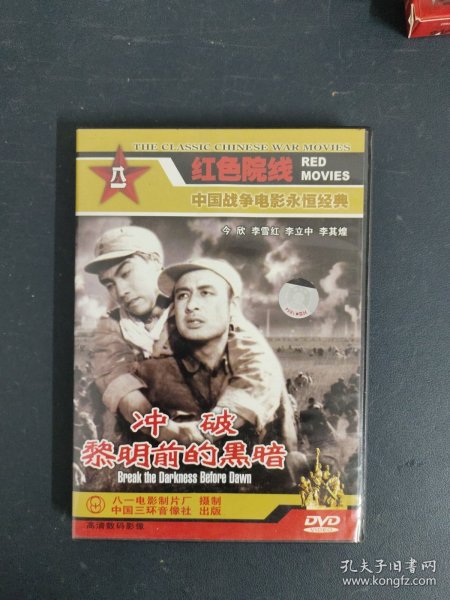 THE CLASSIC CHINESE WAR MOVIES
八一
红色院线
RED
MOVIES
中国战争电影永恒经典
今欣 李雪红 李立中 李其煌
冲破
黎明前的黑暗
Break the Darkness Before Dawn
八一电影制片厂 摄制
中国三环音像社 出版
高清数码影像
DVD
VIDEO
孔夫子旧书网
www.kongfz.com